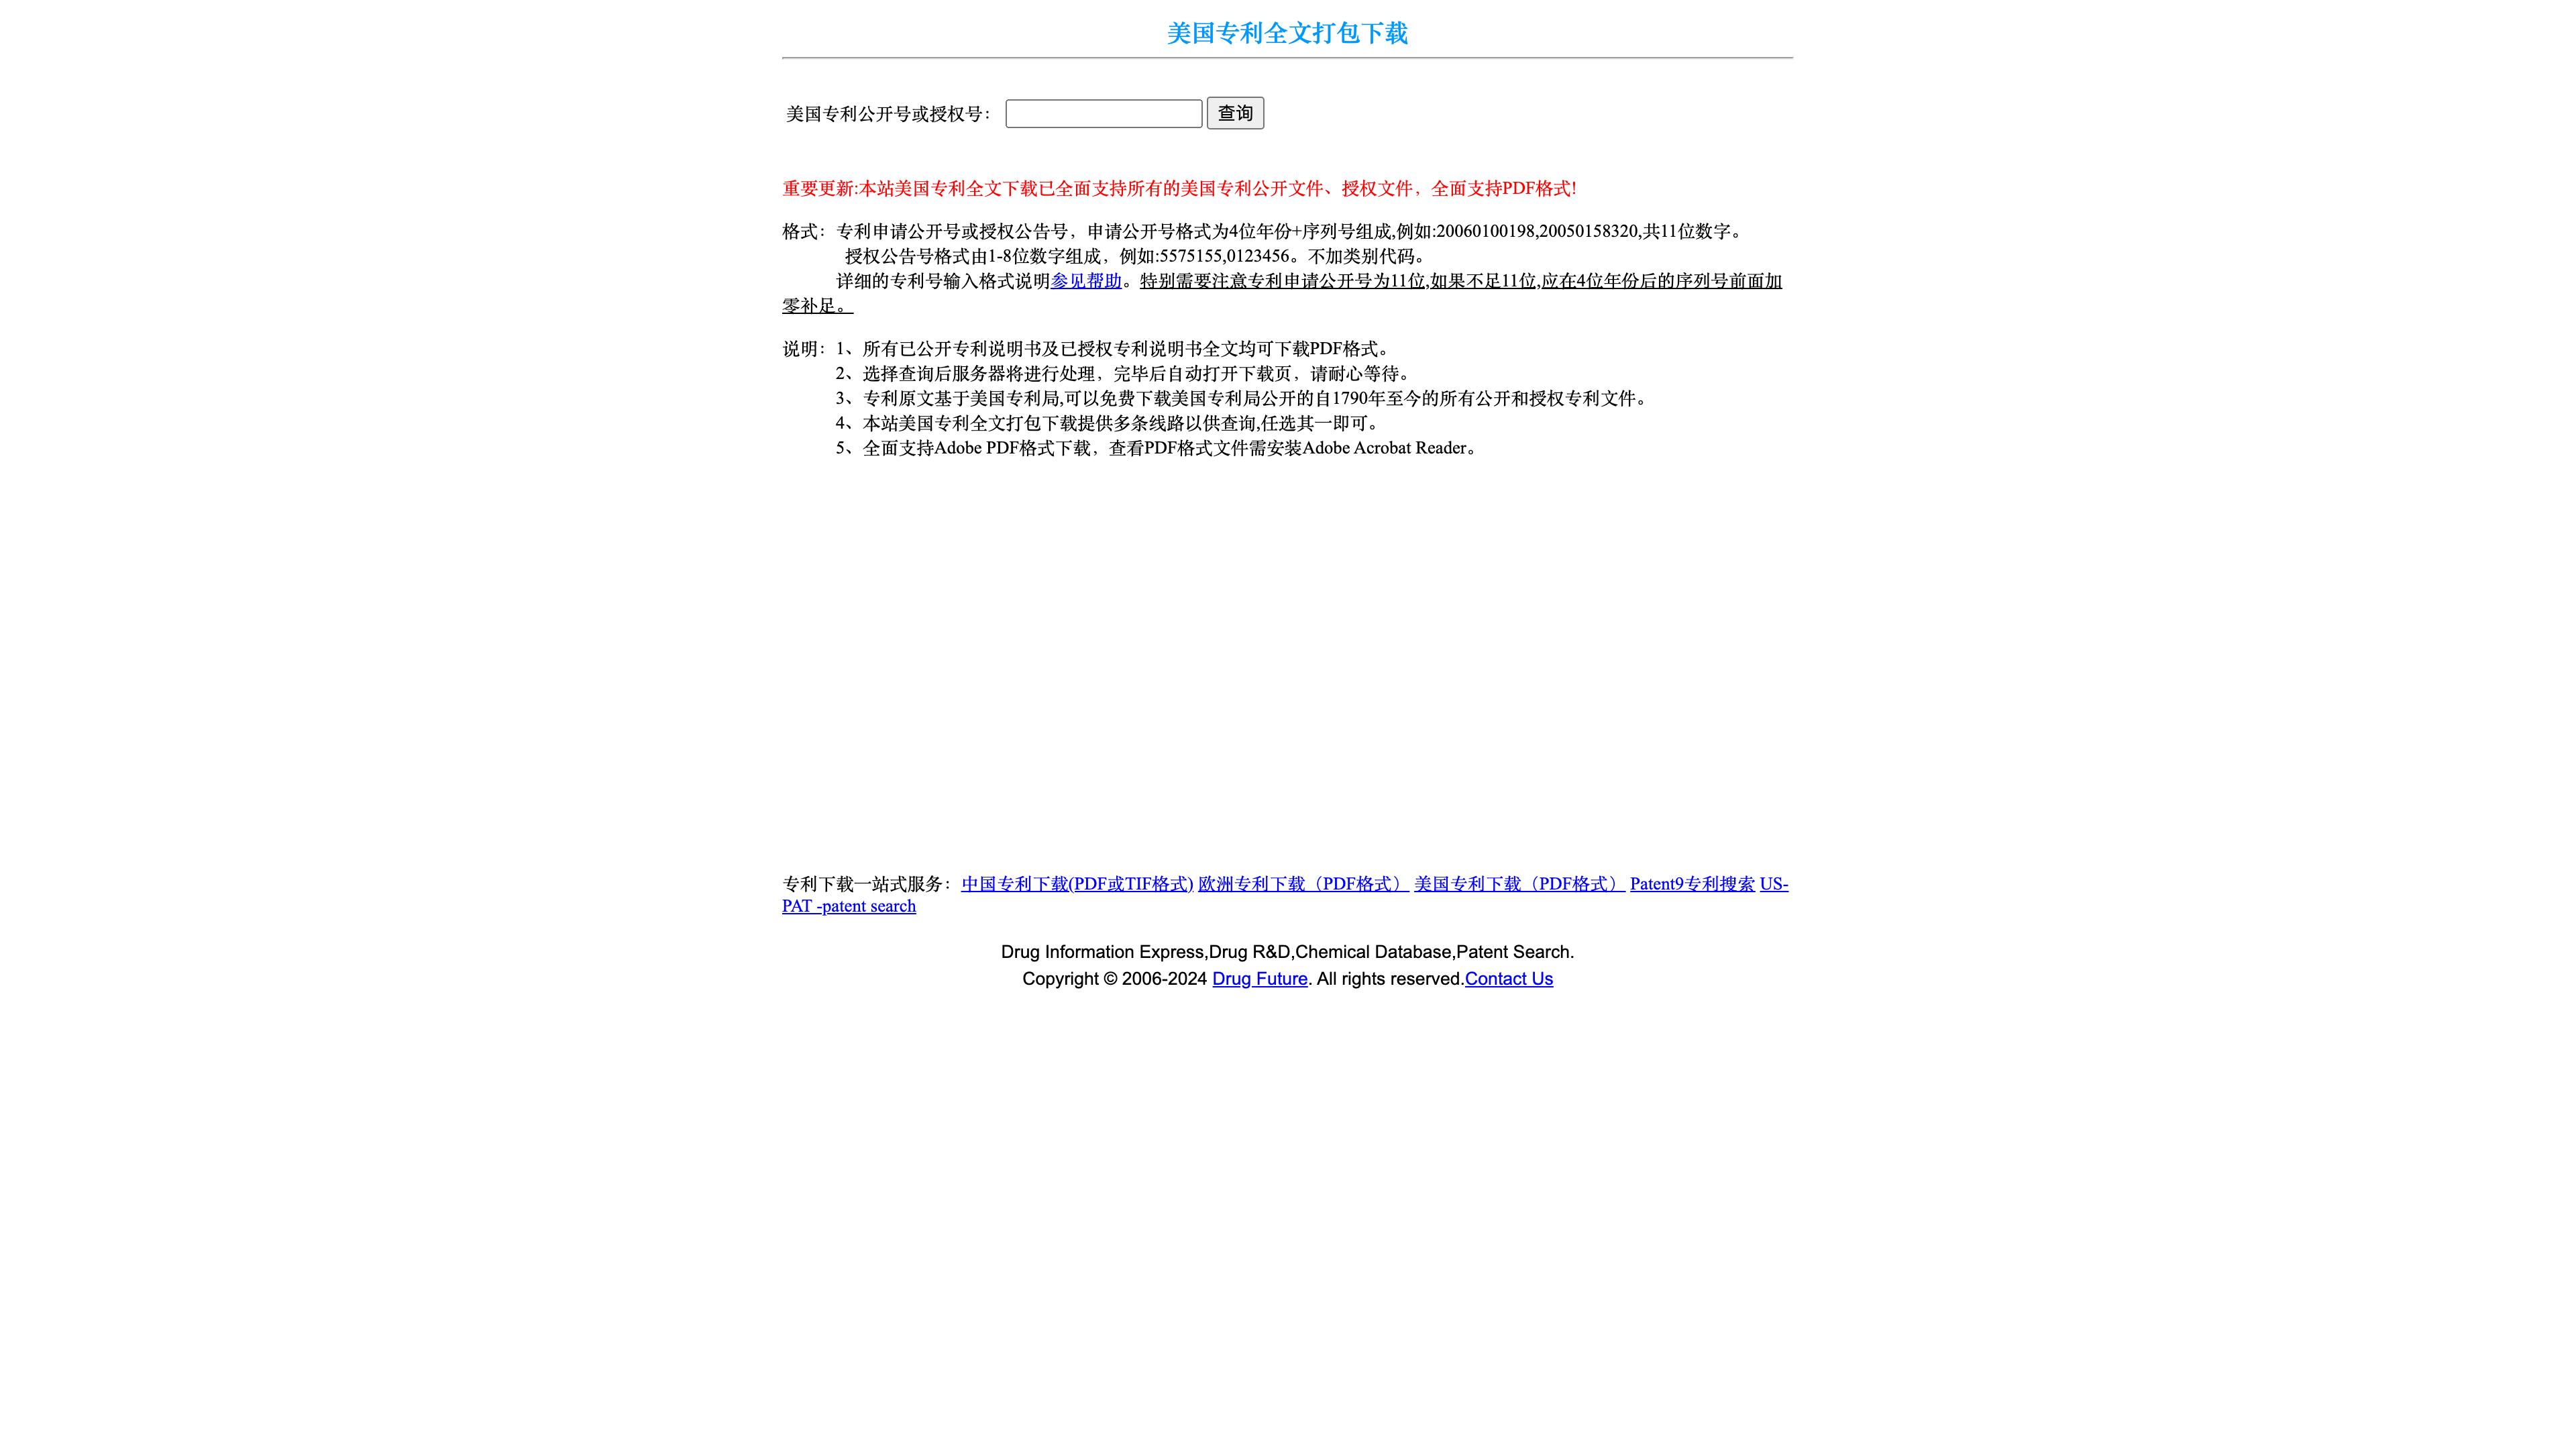 美国专利全文打包下载
美国专利公开号或授权号： 查询
重要更新:本站美国专利全文下载已全面支持所有的美国专利公开文件、授权文件，全面支持PDF格式!
格式：专利申请公开号或授权公告号，申请公开号格式为4位年份+序列号组成,例如:20060100198,20050158320,共11位数字。
授权公告号格式由1-8位数字组成，例如:5575155,0123456。不加类别代码。
详细的专利号输入格式说明参见帮助。特别需要注意专利申请公开号为11位,如果不足11位,应在4位年份后的序列号前面加
零补足。
说明：1、所有已公开专利说明书及已授权专利说明书全文均可下载PDF格式。
2、选择查询后服务器将进行处理，完毕后自动打开下载页，请耐心等待。
3、专利原文基于美国专利局,可以免费下载美国专利局公开的自1790年至今的所有公开和授权专利文件。
4、本站美国专利全文打包下载提供多条线路以供查询,任选其一即可。
5、全面支持Adobe PDF格式下载，查看PDF格式文件需安装Adobe Acrobat Reader。
专利下载一站式服务：中国专利下载(PDF或TIF格式) 欧洲专利下载（PDF格式） 美国专利下载（PDF格式） Patent9专利搜索 US-
PAT -patent search
Drug Information Express,Drug R&D,Chemical Database,Patent Search.
Copyright © 2006-2024 Drug Future. All rights reserved.Contact Us